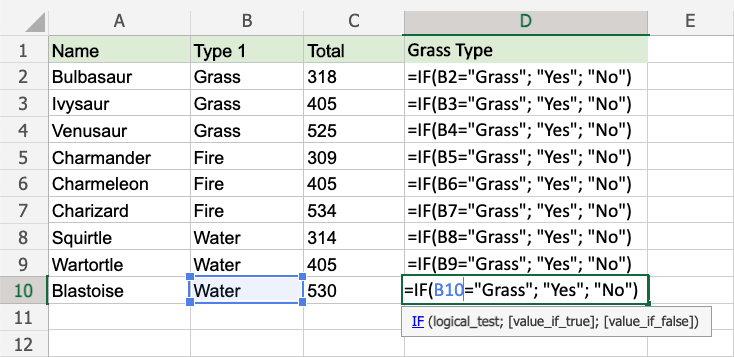 A B C D E
1 Name Type 1 Total Grass Type
2 Bulbasaur Grass 318 =IF(B2="Grass"; "Yes"; "No")
3 Ivysaur Grass 405 =IF(B3="Grass"; "Yes"; "No")
4 Venusaur Grass 525 =IF(B4="Grass"; "Yes"; "No")
5 Charmander Fire 309 =IF(B5="Grass"; "Yes"; "No")
6 Charmeleon Fire 405 =IF(B6="Grass"; "Yes"; "No")
7 Charizard Fire 534 =IF(B7="Grass"; "Yes"; "No")
8 Squirtle Water 314 =IF(B8="Grass"; "Yes"; "No")
9 Wartortle Water 405 =IF(B9="Grass"; "Yes"; "No")
10 Blastoise Water 530 =IF(B10="Grass"; "Yes"; "No")
11 IF (logical_test; [value_if_true]; [value_if_false])
12